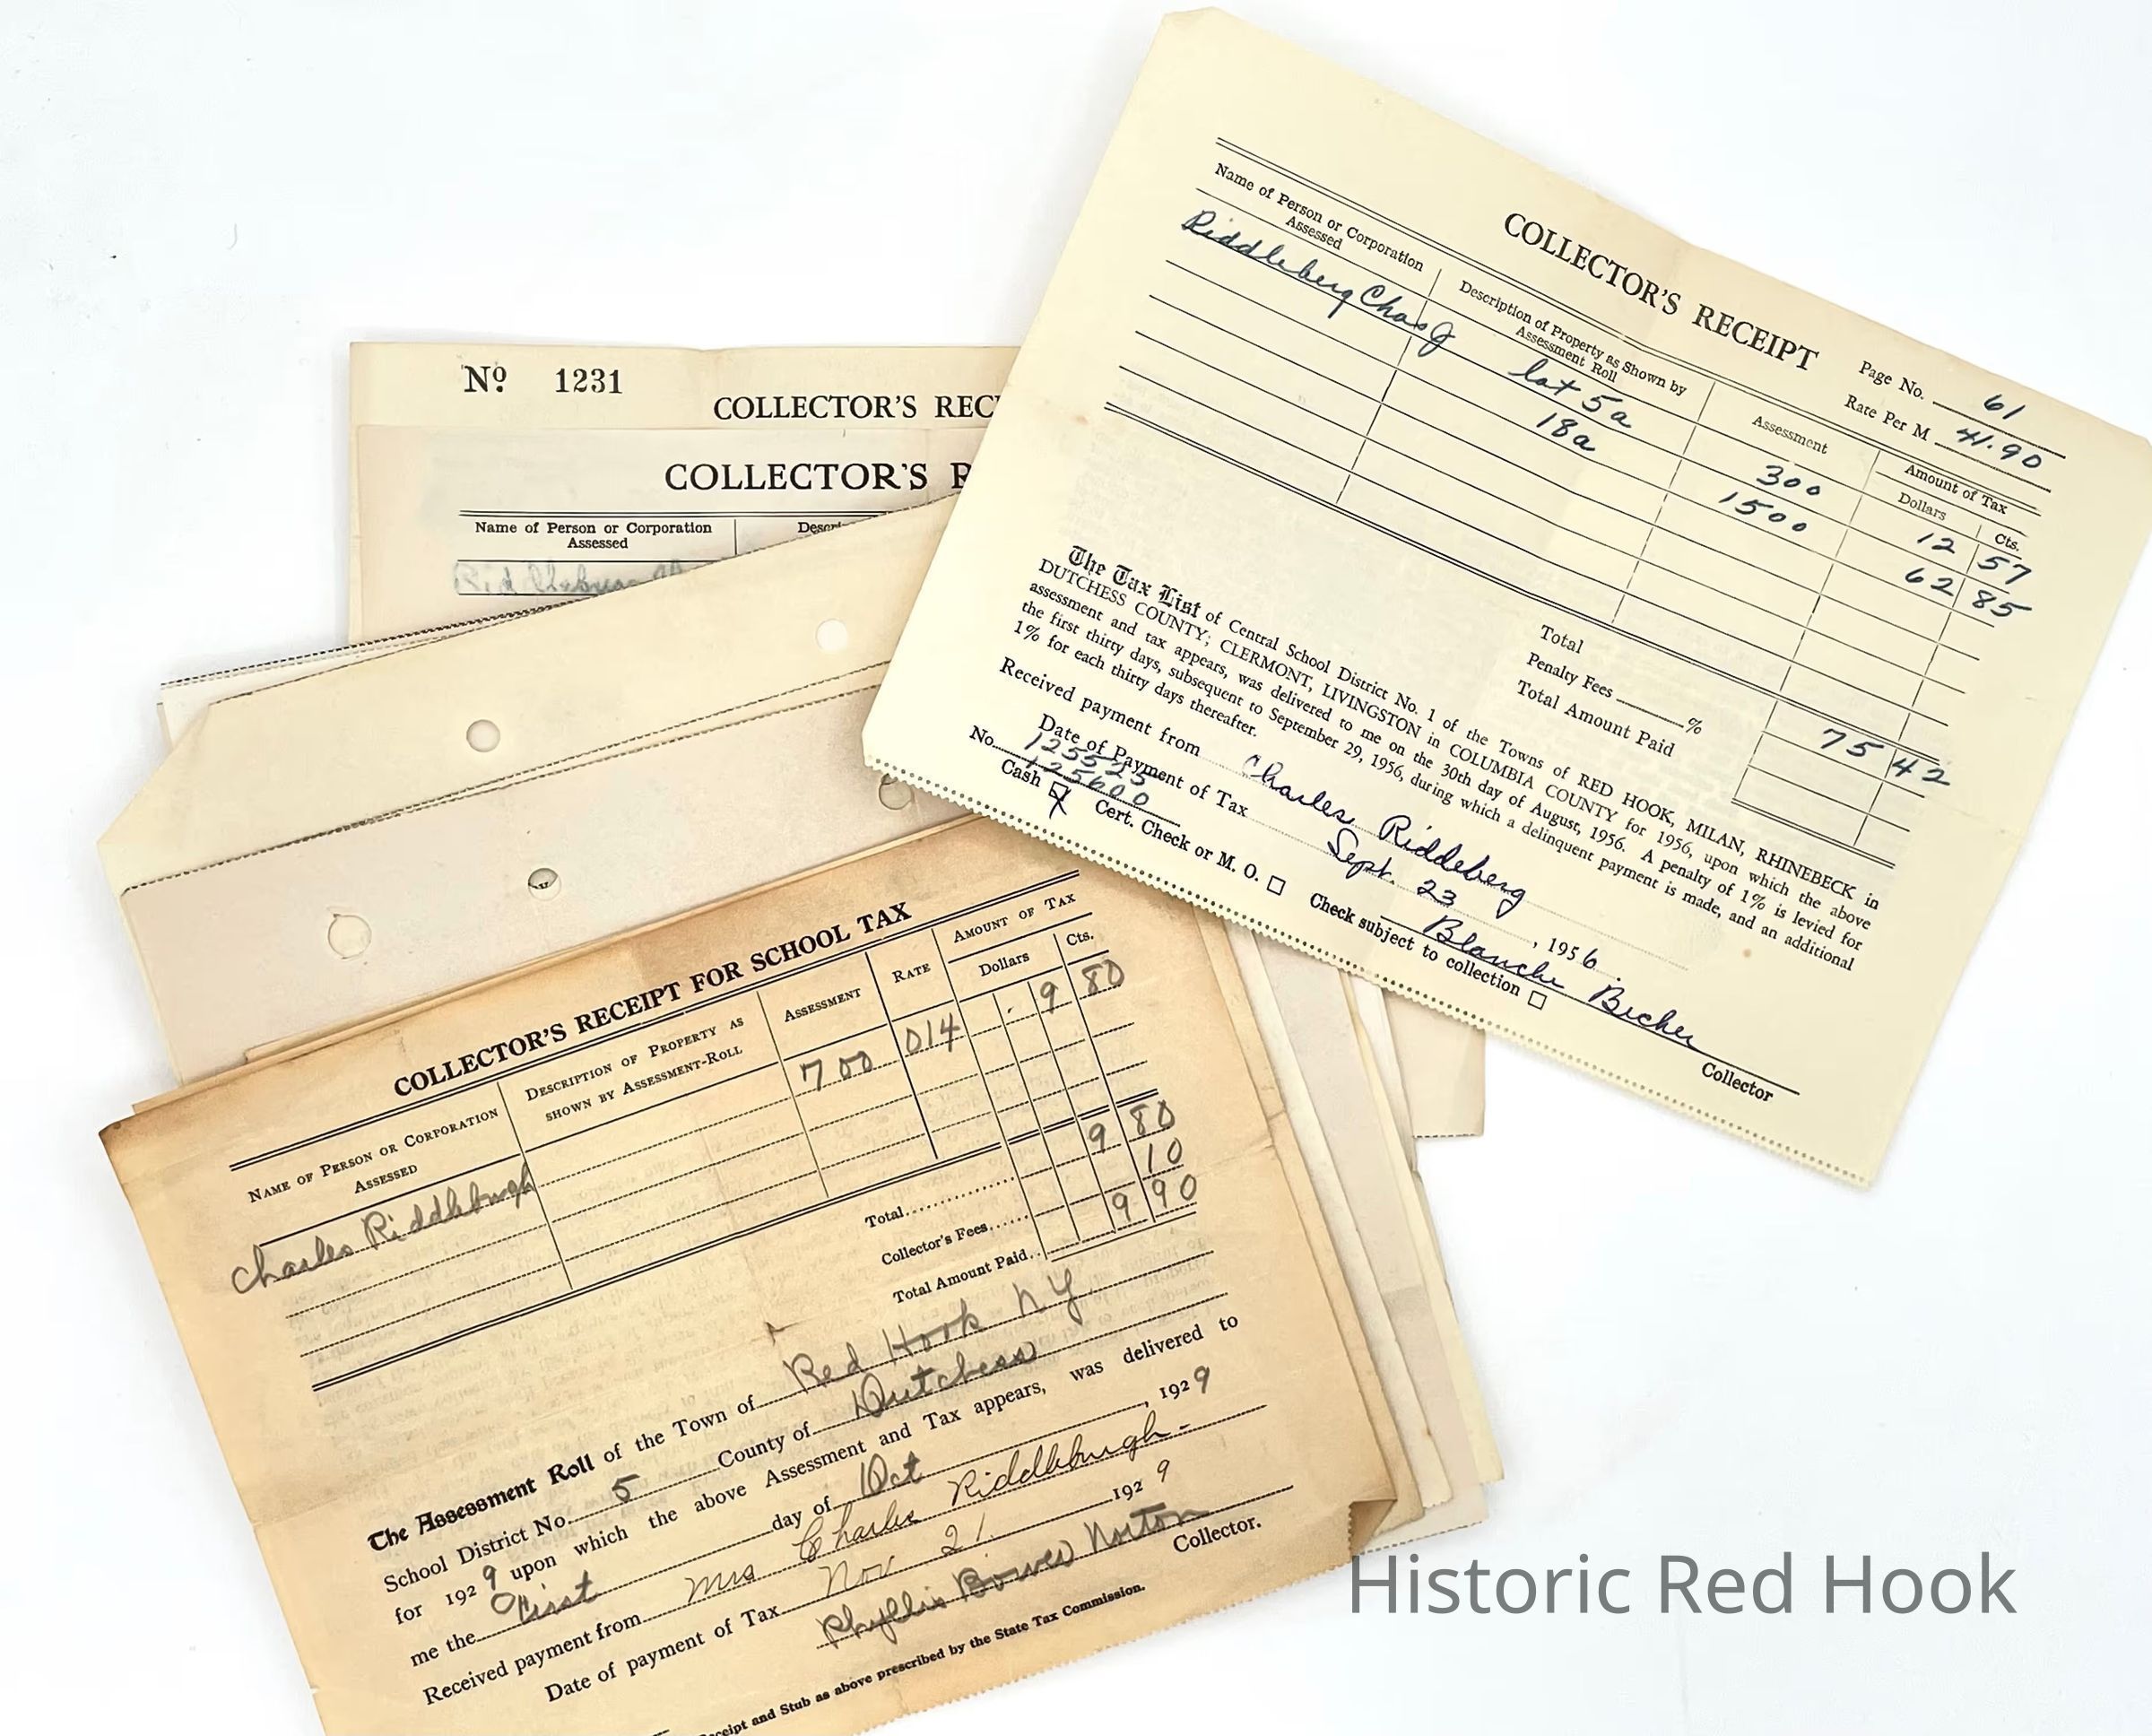 Nº 1231
COLLECTOR'S REC
COLLECTOR'S R
Name of Person or Corporation
Assessed
COLLECTOR'S RECEIPT
Page No. 61
Rate Per M 41.90
Name of Person or Corporation
Assessed
Description of Property as Shown by
Assessment Roll
Assessment
Amount of Tax
Dollars Cts.
Riddleberg Chas J lot 5a 300 12 57
18a 1500 62 85
Total 75 42
Penalty Fees %
Total Amount Paid
The Tax List of Central School District No. 1 of the Towns of RED HOOK, MILAN, RHINEBECK in
DUTCHESS COUNTY; CLERMONT, LIVINGSTON in COLUMBIA COUNTY for 1956, upon which the above
assessment and tax appears, was delivered to me on the 30th day of August, 1956. A penalty of 1% is levied for
the first thirty days, subsequent to September 29, 1956, during which a delinquent payment is made, and an additional
1% for each thirty days thereafter.
Received payment from Charles Riddeberg
Date of Payment of Tax Sept. 23, 1956.
No. 125525
125600
Blanche Becker
Collector
Cash Cert. Check or M. O. Check subject to collection
COLLECTOR'S RECEIPT FOR SCHOOL TAX
Name of Person or Corporation
Assessed
Description of Property as
shown by Assessment-Roll
Assessment
Rate
Amount of Tax
Dollars Cts.
Charles Riddleburgh 700 014 9 80
Total 9 80
Collector's Fees 10
Total Amount Paid 9 90
The Assessment Roll of the Town of Red Hook NY
School District No. 5 County of Dutchess
for 1929 upon which the above Assessment and Tax appears, was delivered to
me the First day of Oct, 1929
Received payment from Mrs Charles Riddleburgh-
Date of payment of Tax Nov 21. 1929
Phyllis Bower Norton
Collector.
eceipt and Stub as above prescribed by the State Tax Commission.
Historic Red Hook